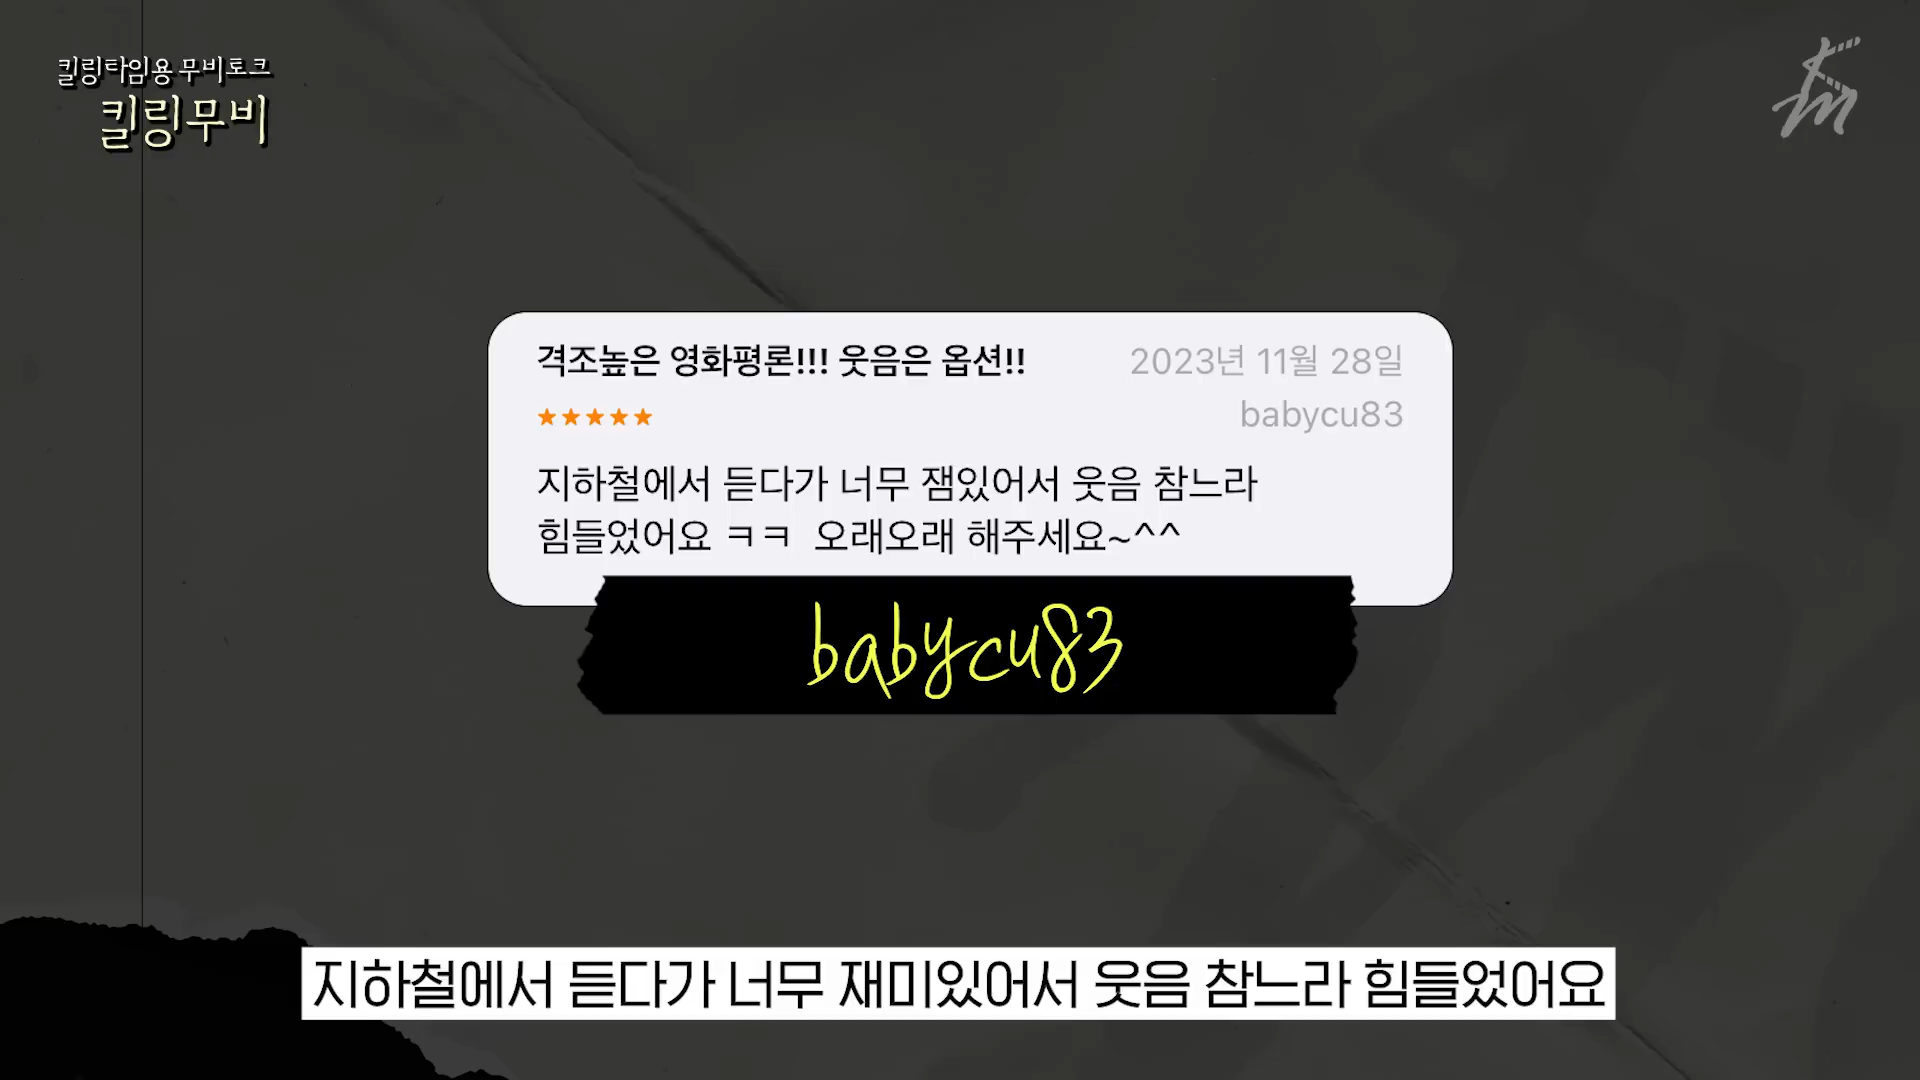 킬링타임용 무비토크
킬링무비
격조높은 영화평론!!! 웃음은 옵션!!
2023년 11월 28일
★★★★★
babycu83
지하철에서 듣다가 너무 잼있어서 웃음 참느라
힘들었어요 ㅋㅋ 오래오래 해주세요~^^
babycu83
지하철에서 듣다가 너무 재미있어서 웃음 참느라 힘들었어요